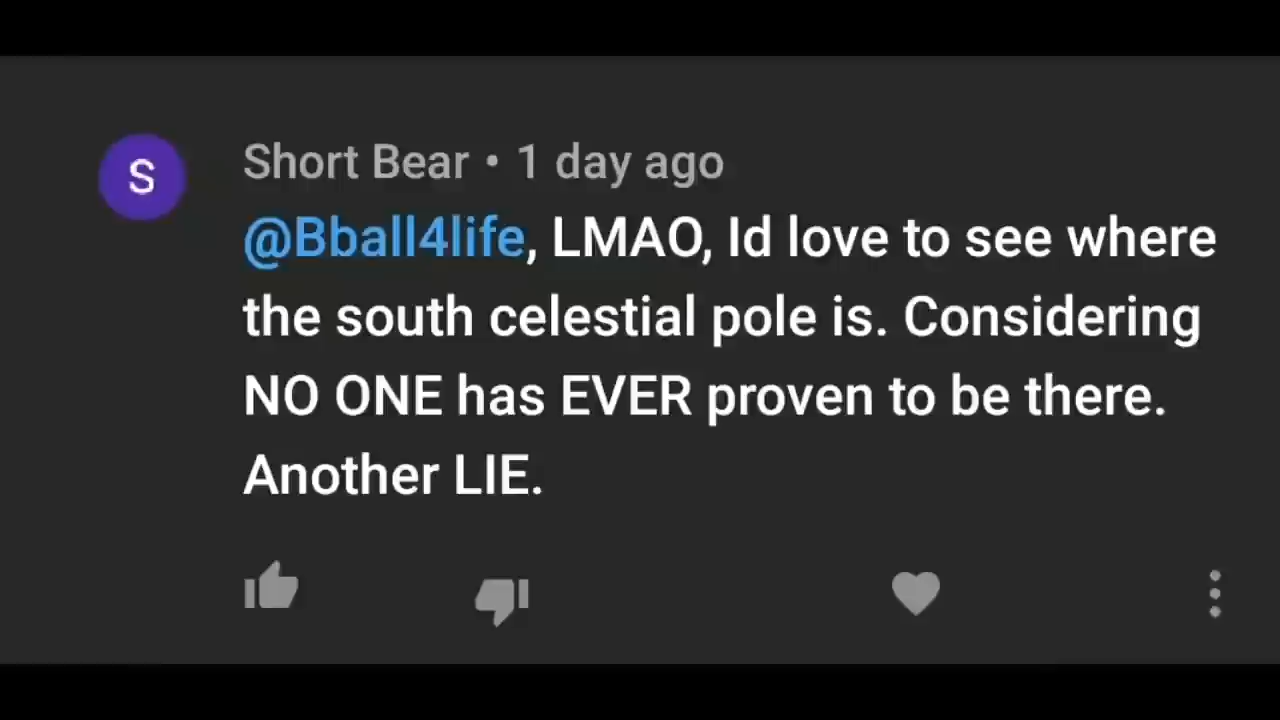 S
Short Bear • 1 day ago
@Bball4life, LMAO, Id love to see where
the south celestial pole is. Considering
NO ONE has EVER proven to be there.
Another LIE.